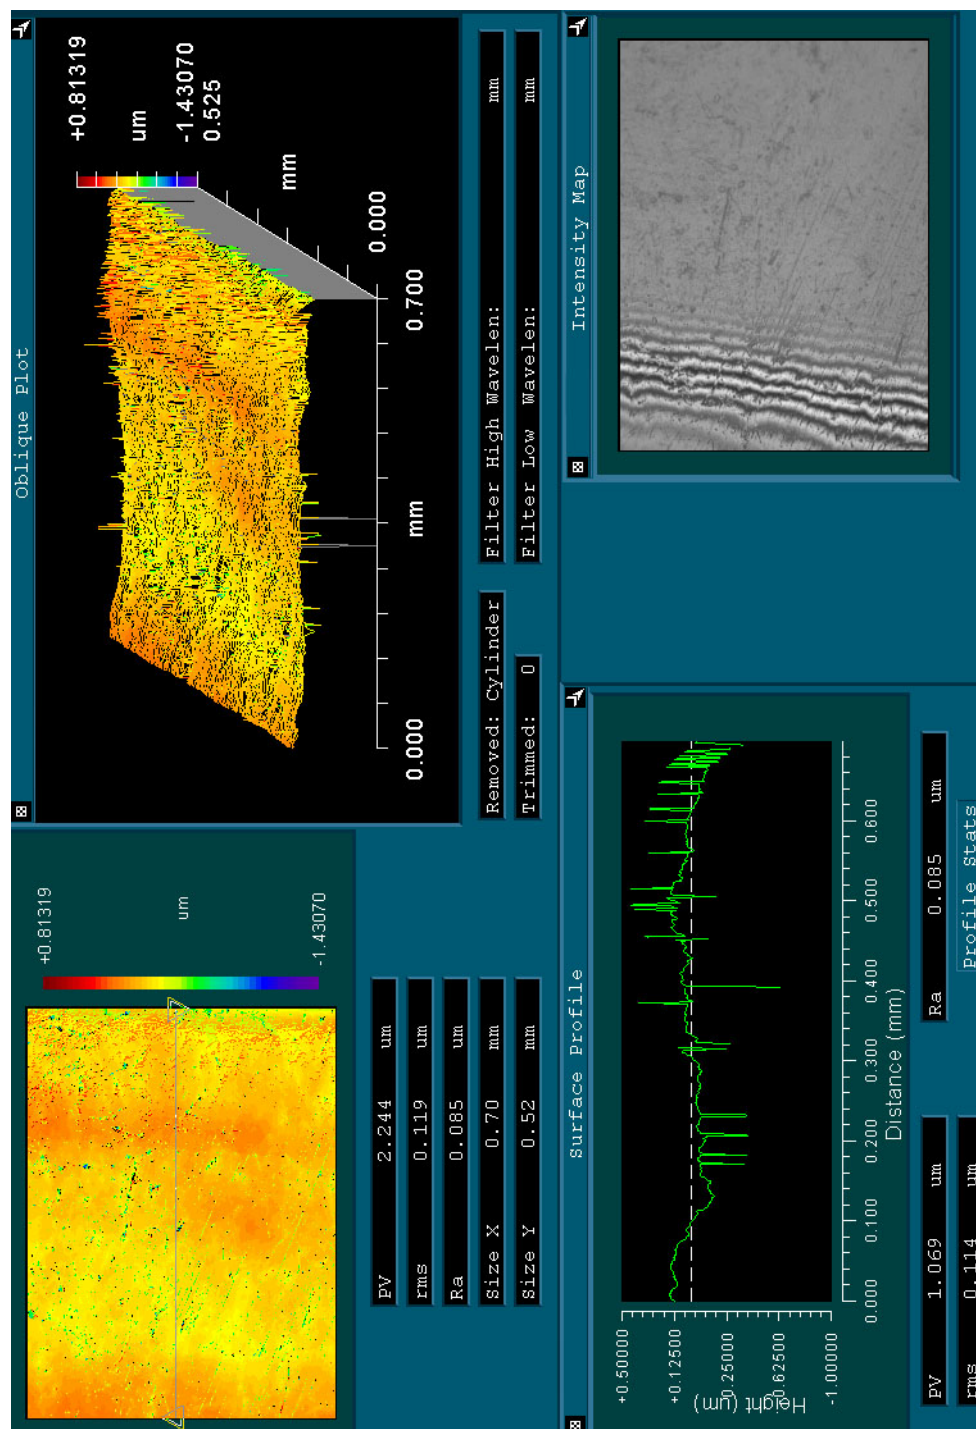 +0.81319
um
-1.43070
PV 2.244 um
rms 0.119 um
Ra 0.085 um
Size X 0.70 mm
Size Y 0.52 mm
Oblique Plot
+0.81319
um
-1.43070
0.525
mm
0.000
0.700
mm
0.000
Removed: Cylinder
Trimmed: 0
Filter High Wavelen: mm
Filter Low Wavelen: mm
Surface Profile
+0.50000
+0.12500
-0.25000
-0.62500
-1.00000
Height (um)
0.000 0.100 0.200 0.300 0.400 0.500 0.600
Distance (mm)
PV 1.069 um
rms 0.114 um
Ra 0.085 um
Profile Stats
Intensity Map